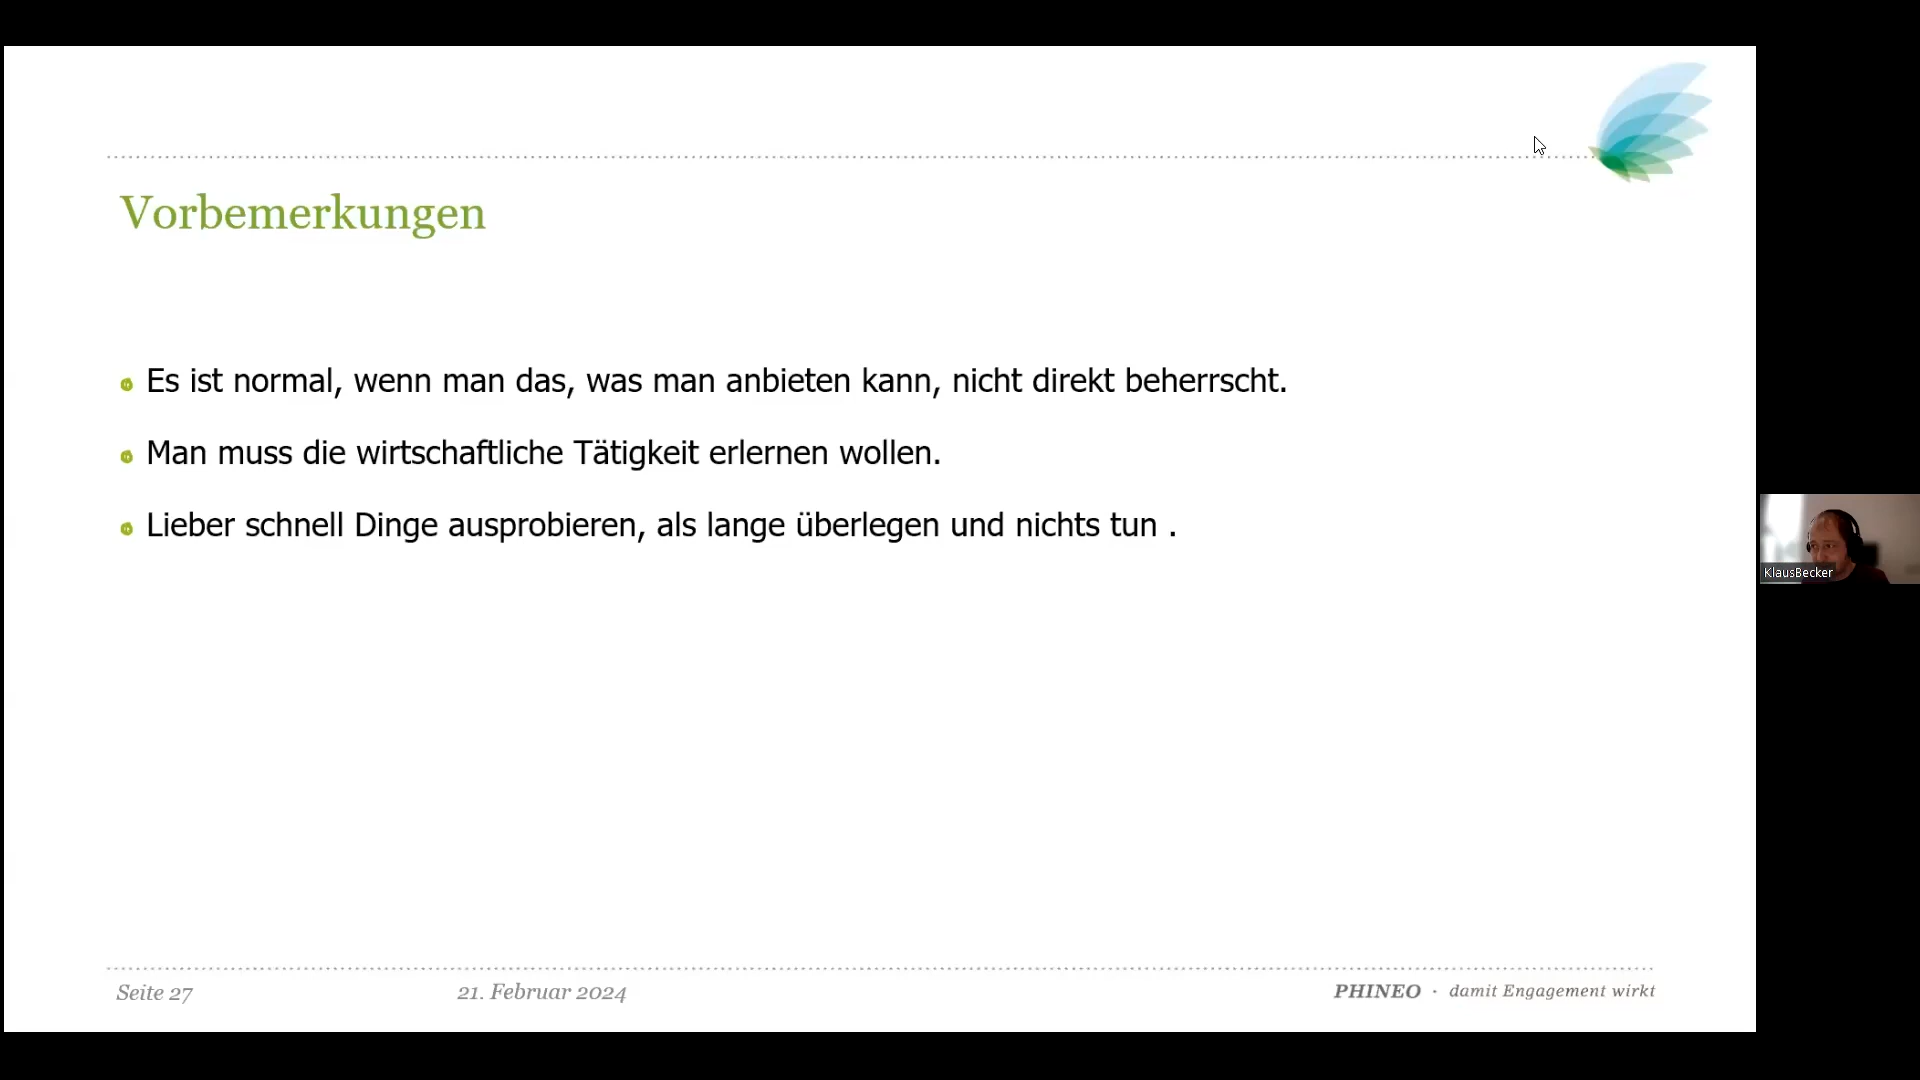 Vorbemerkungen
Es ist normal, wenn man das, was man anbieten kann, nicht direkt beherrscht.
Man muss die wirtschaftliche Tätigkeit erlernen wollen.
Lieber schnell Dinge ausprobieren, als lange überlegen und nichts tun .
KlausBecker
Seite 27
21. Februar 2024
PHINEO · damit Engagement wirkt